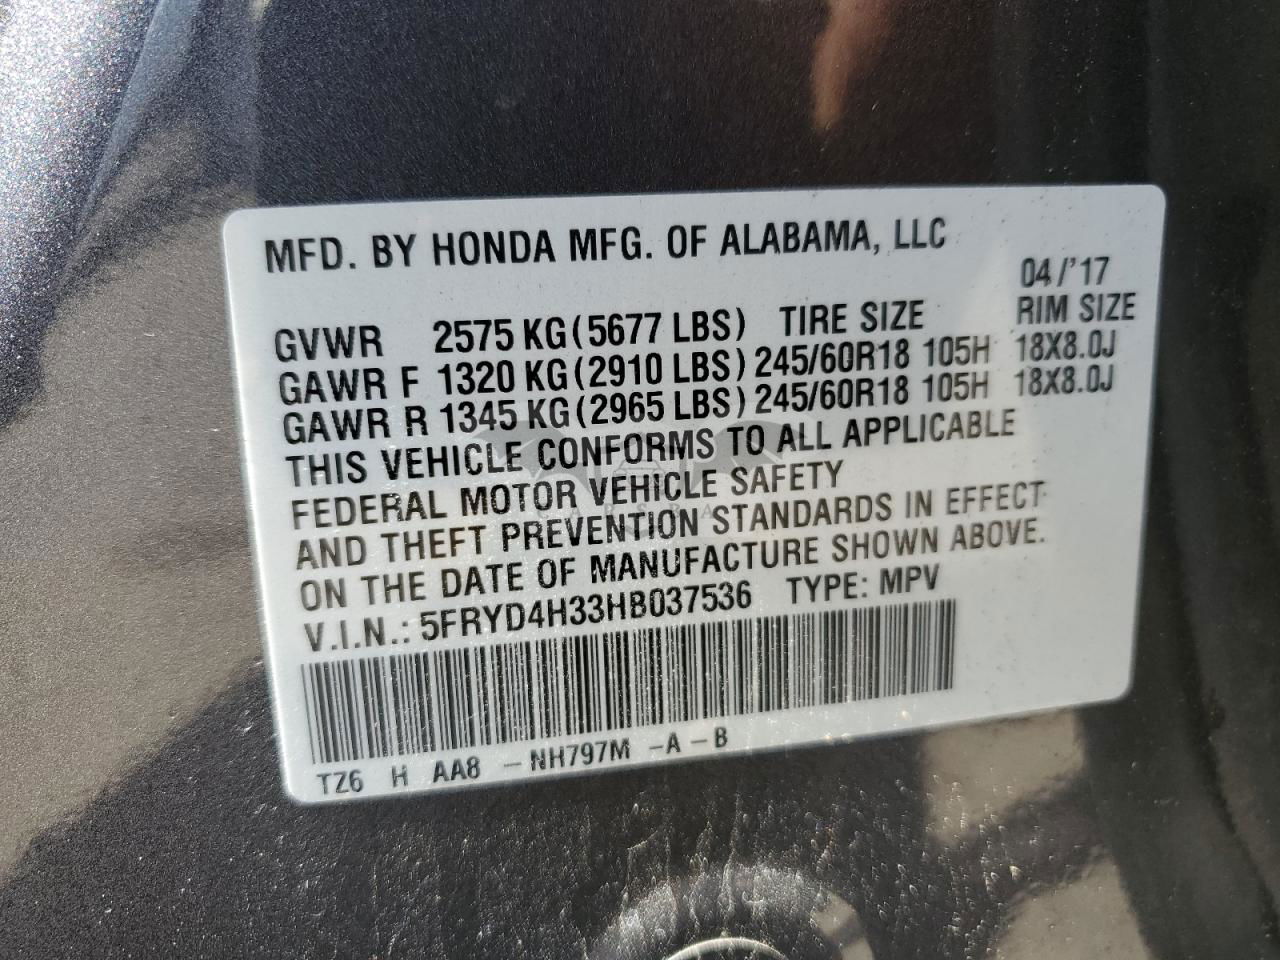 MFD. BY HONDA MFG. OF ALABAMA, LLC
04/'17
GVWR 2575 KG (5677 LBS) TIRE SIZE RIM SIZE
GAWR F 1320 KG (2910 LBS) 245/60R18 105H 18X8.0J
GAWR R 1345 KG (2965 LBS) 245/60R18 105H 18X8.0J
THIS VEHICLE CONFORMS TO ALL APPLICABLE
FEDERAL MOTOR VEHICLE SAFETY
AND THEFT PREVENTION STANDARDS IN EFFECT
ON THE DATE OF MANUFACTURE SHOWN ABOVE.
V.I.N.: 5FRYD4H33HB037536 TYPE: MPV
TZ6 H AA8 - NH797M -A - B